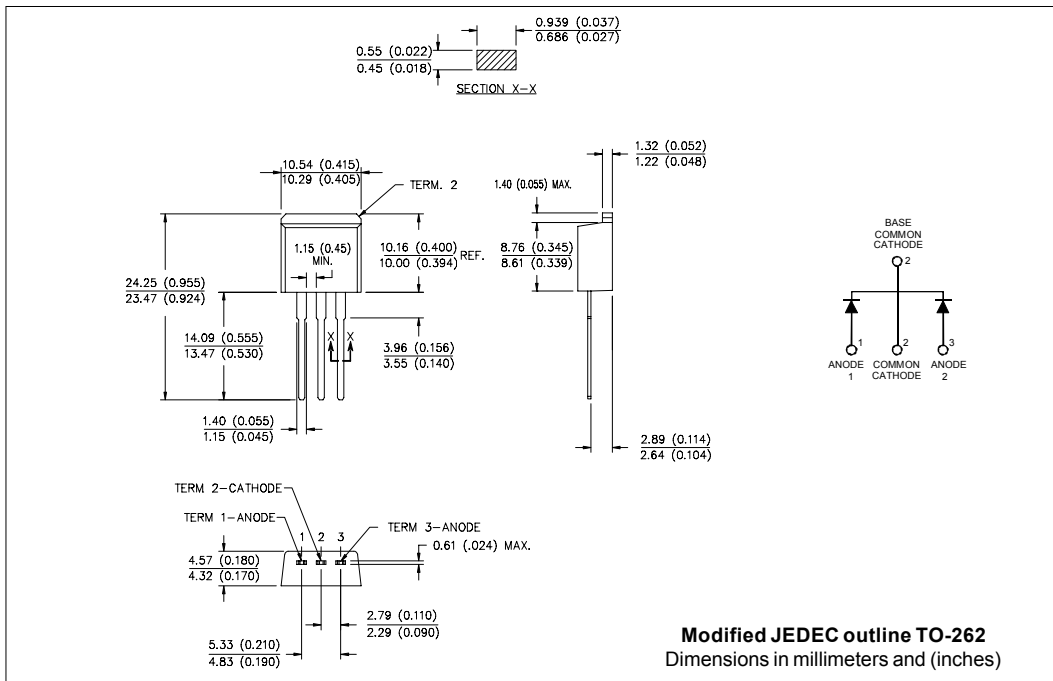 0.939 (0.037)
0.686 (0.027)
0.55 (0.022)
0.45 (0.018)
SECTION X-X
10.54 (0.415)
10.29 (0.405)
TERM. 2
1.15 (0.45)
MIN.
10.16 (0.400)
10.00 (0.394)
REF.
24.25 (0.955)
23.47 (0.924)
14.09 (0.555)
13.47 (0.530)
X
X
3.96 (0.156)
3.55 (0.140)
1.40 (0.055)
1.15 (0.045)
1.32 (0.052)
1.22 (0.048)
1.40 (0.055) MAX.
8.76 (0.345)
8.61 (0.339)
2.89 (0.114)
2.64 (0.104)
BASE
COMMON
CATHODE
2
1
2
3
ANODE
1
COMMON
CATHODE
ANODE
2
TERM 2-CATHODE
TERM 1-ANODE
TERM 3-ANODE
1 2 3
0.61 (.024) MAX.
4.57 (0.180)
4.32 (0.170)
2.79 (0.110)
2.29 (0.090)
5.33 (0.210)
4.83 (0.190)
Modified JEDEC outline TO-262
Dimensions in millimeters and (inches)